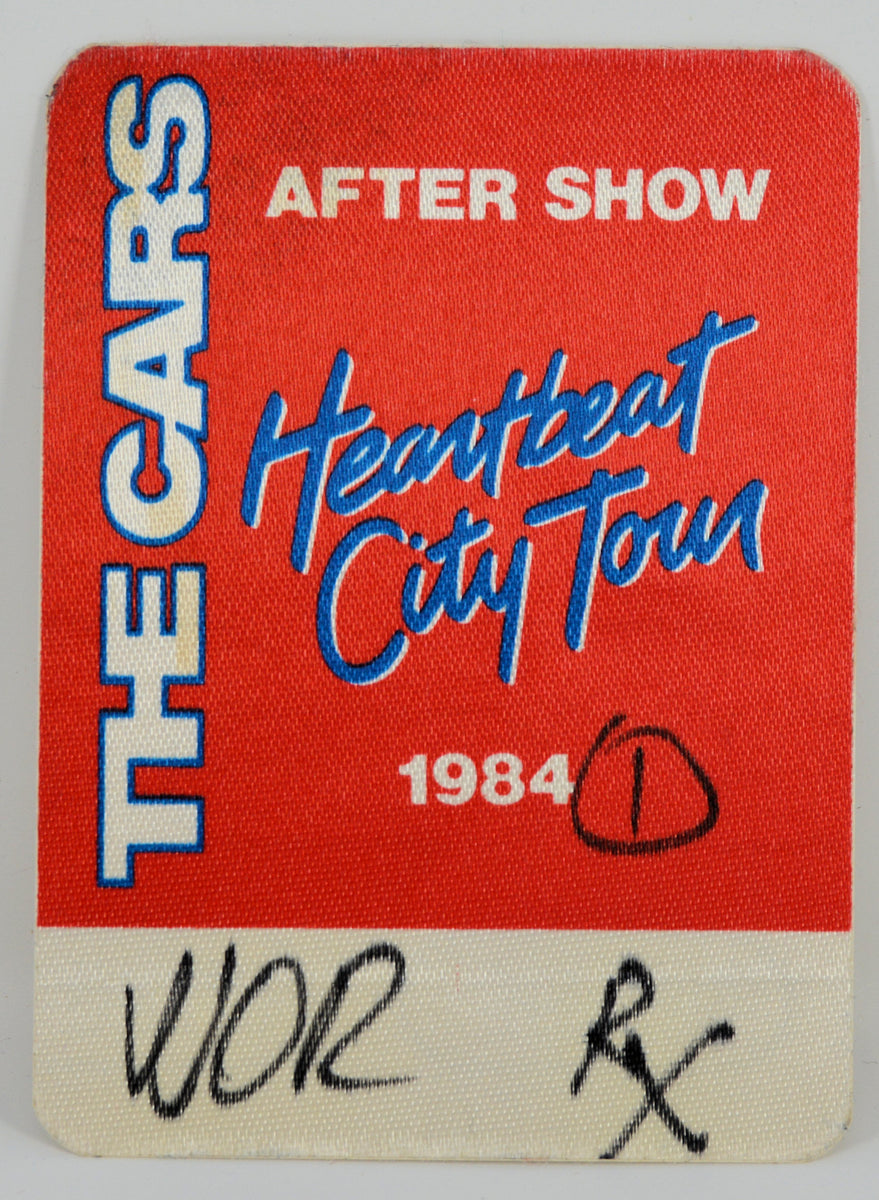 THE CARS
AFTER SHOW
Heartbeat
City Tour
1984 1
WOR RX